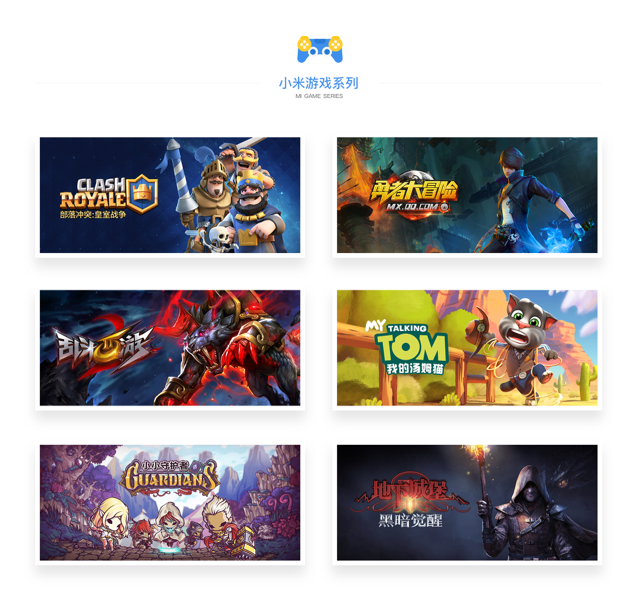 小米游戏系列
MI GAME SERIES
CLASH
ROYALE
部落冲突:皇室战争
勇者大冒险
MX.QQ.COM
乱斗西游
2
MY
TALKING
TOM
我的汤姆猫
小小守护者
GUARDIANS
地下城堡
黑暗觉醒